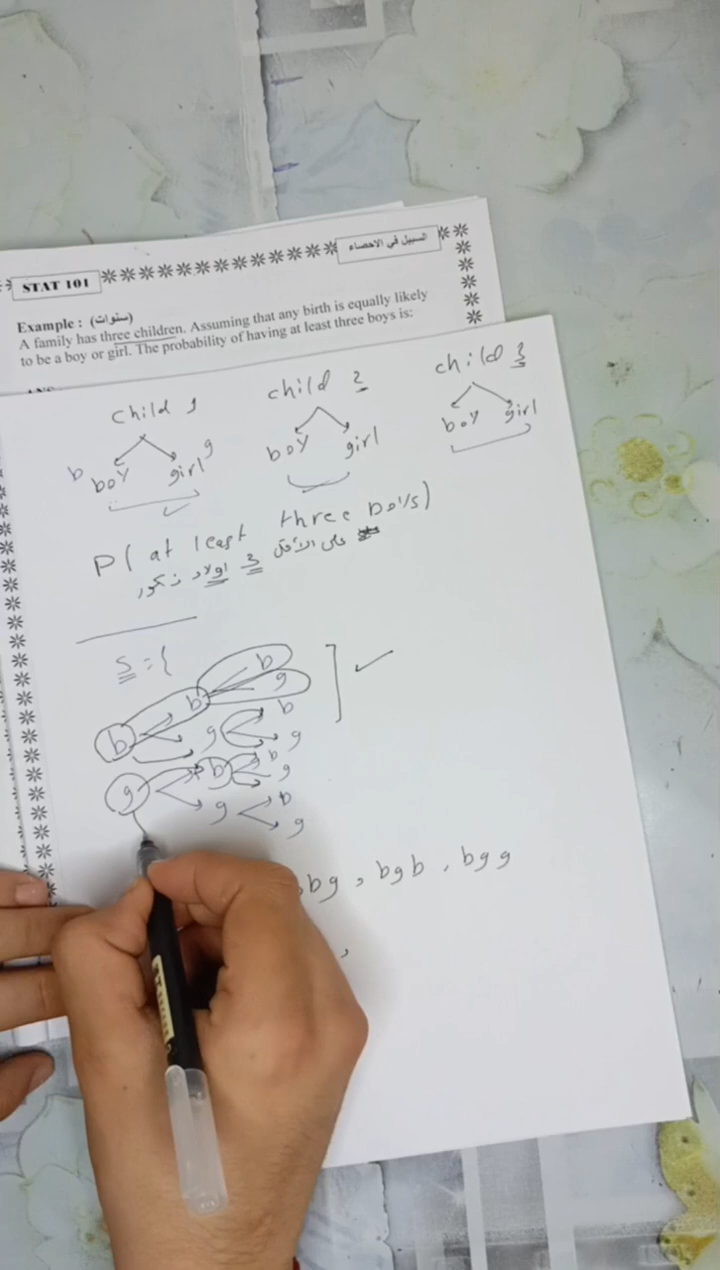 STAT 101
السبيل في الاحصاء
Example : (سنوات)
A family has three children. Assuming that any birth is equally likely
to be a boy or girl. The probability of having at least three boys is:
child 1
child 2
child 3
b boy girl g
boy girl
boy girl
P( at least three boys)
على الأقل 3 اولاد ذكور
S = {
b
b
g
b
b
g
g
b
b
g
g
b
g
g
bg , bgb , bgg
,